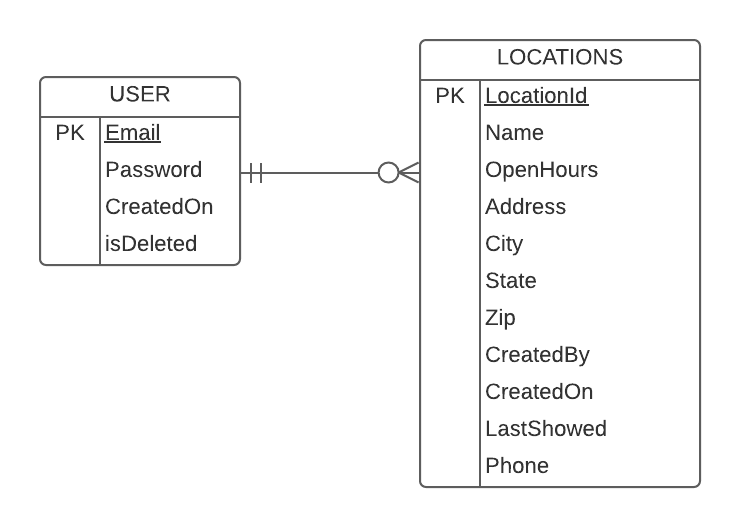 USER
PK Email
Password
CreatedOn
isDeleted
LOCATIONS
PK LocationId
Name
OpenHours
Address
City
State
Zip
CreatedBy
CreatedOn
LastShowed
Phone